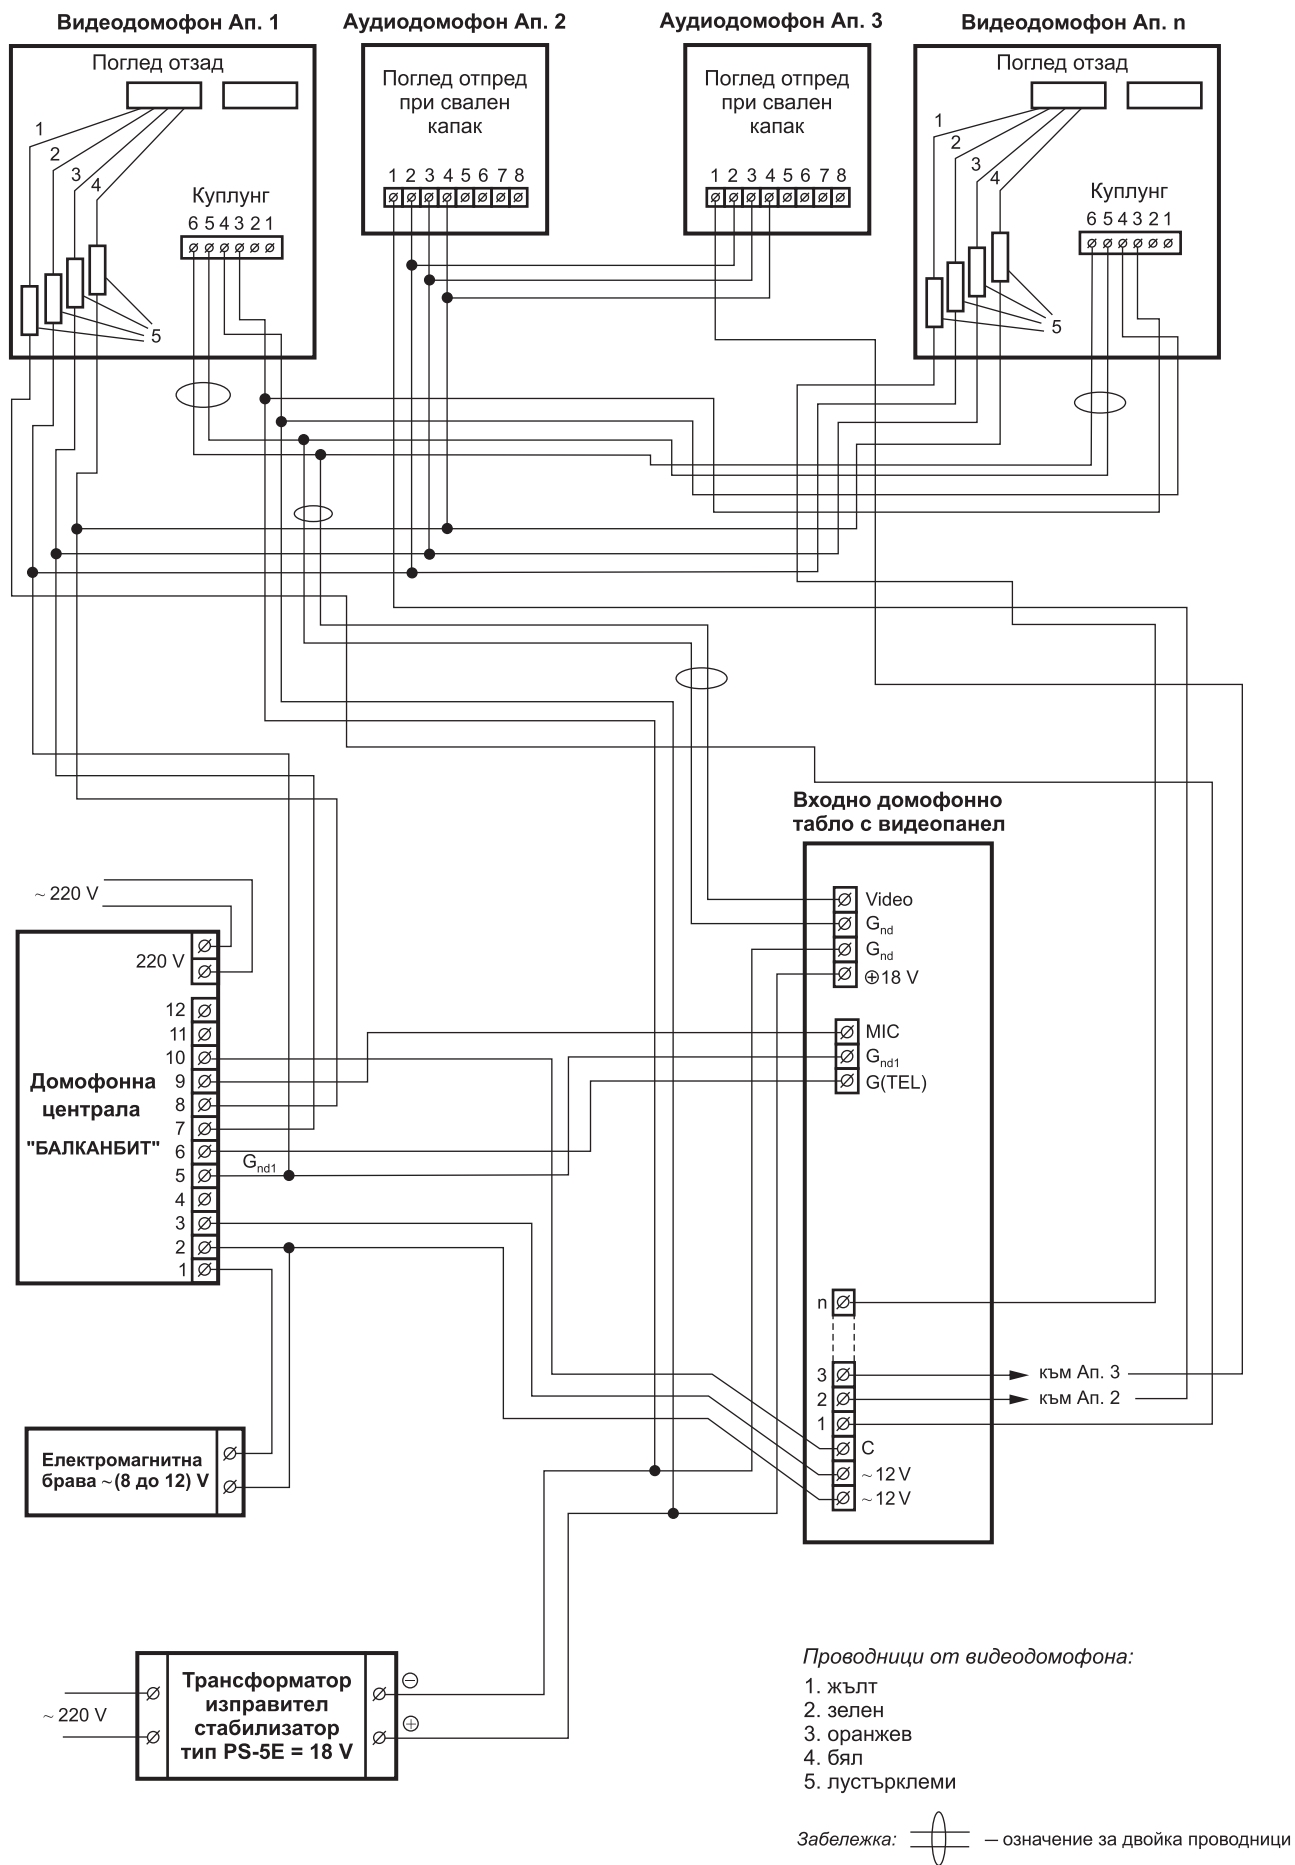 Видеодомофон Ап. 1
Аудиодомофон Ап. 2
Аудиодомофон Ап. 3
Видеодомофон Ап. n
Поглед отзад
1
2
3
4
Куплунг
6 5 4 3 2 1
5
Поглед отпред
при свален
капак
1 2 3 4 5 6 7 8
Поглед отпред
при свален
капак
1 2 3 4 5 6 7 8
Поглед отзад
1
2
3
4
Куплунг
6 5 4 3 2 1
5
Входно домофонно
табло с видеопанел
Video
Gnd
Gnd
⊕18 V
MIC
Gnd1
G(TEL)
n
3
към Ап. 3
2
към Ап. 2
1
C
~ 12 V
~ 12 V
~ 220 V
220 V
12
11
10
9
8
7
6
5
4
3
2
1
Домофонна
централа
"БАЛКАНБИТ"
Gnd1
Електромагнитна
брава ~ (8 до 12) V
~ 220 V
Трансформатор
изправител
стабилизатор
тип PS-5E = 18 V
⊖
⊕
Проводници от видеодомофона:
1. жълт
2. зелен
3. оранжев
4. бял
5. лустърклеми
Забележка: — означение за двойка проводници